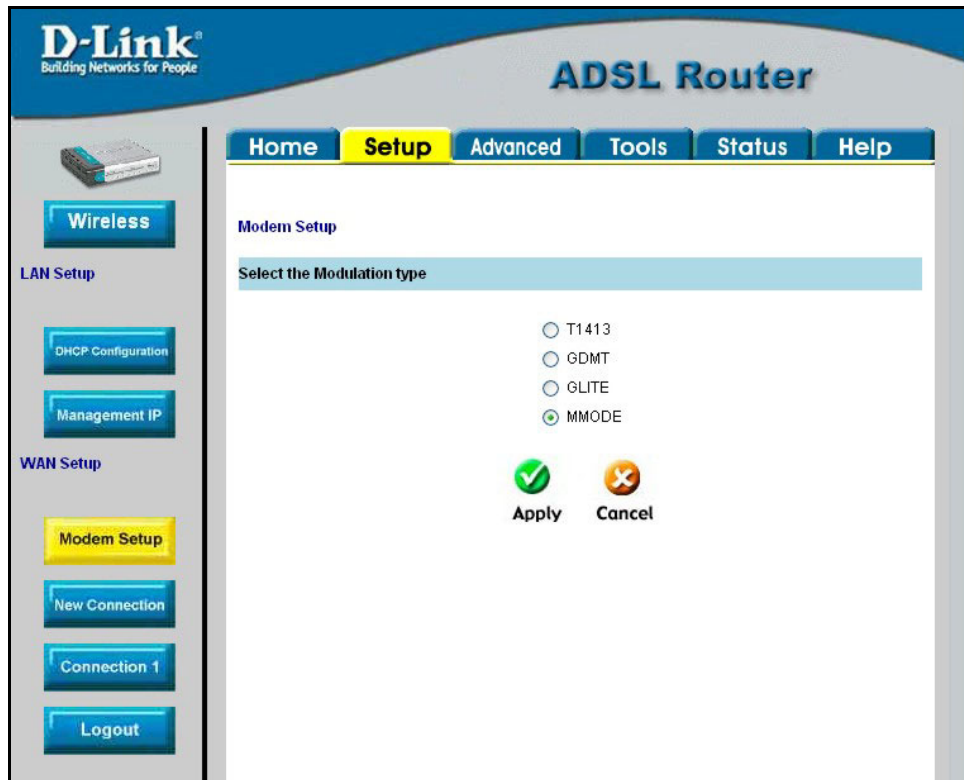 D-Link®
Building Networks for People
ADSL Router
Home Setup Advanced Tools Status Help
Wireless
LAN Setup
DHCP Configuration
Management IP
WAN Setup
Modem Setup
New Connection
Connection 1
Logout
Modem Setup
Select the Modulation type
T1413
GDMT
GLITE
MMODE
Apply Cancel